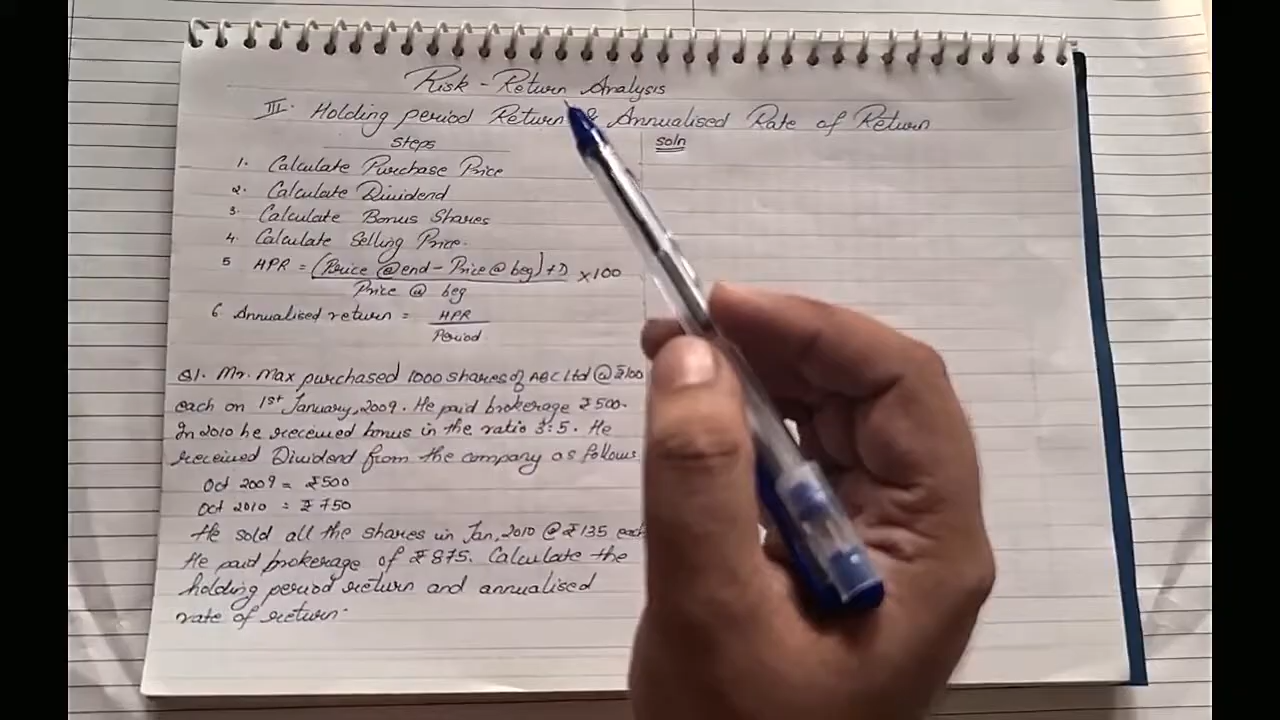 Risk - Return Analysis
III. Holding period Return & Annualised Rate of Return
Steps
1. Calculate Purchase Price
2. Calculate Dividend
3. Calculate Bonus Shares
4. Calculate Selling Price.
5 HPR = (Price @ end - Price @ beg) + D × 100
Price @ beg
6. Annualised return = HPR
Period
Q1. Mr. Max purchased 1000 shares of ABC Ltd @ ₹100
each on 1st January, 2009. He paid brokerage ₹500.
In 2010 he received bonus in the ratio 3:5. He
received Dividend from the company as follows.
Oct 2009 = ₹500
Oct 2010 = ₹750
He sold all the shares in Jan, 2010 @ ₹135 each
He paid brokerage of ₹875. Calculate the
holding period return and annualised
rate of return.
soln